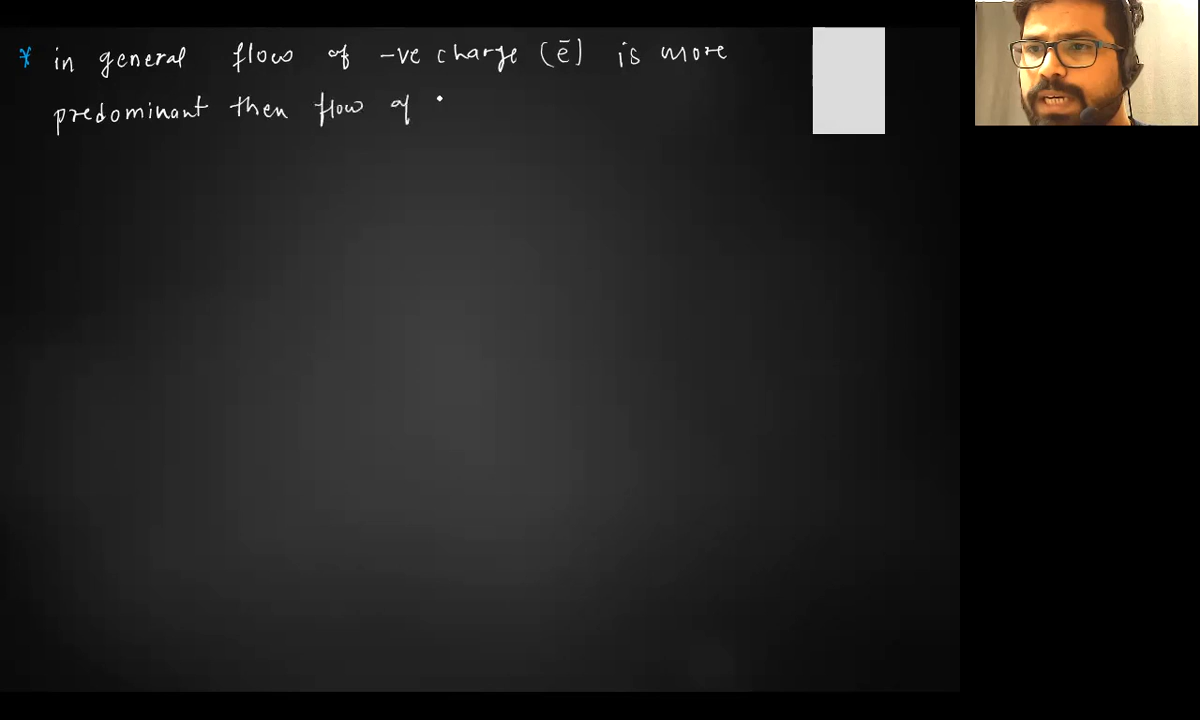 * in general flow of -ve charge (ē) is more
predominant then flow of